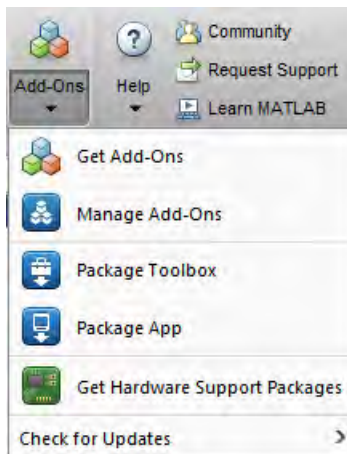 Add-Ons
Help
Community
Request Support
Learn MATLAB
Get Add-Ons
Manage Add-Ons
Package Toolbox
Package App
Get Hardware Support Packages
Check for Updates